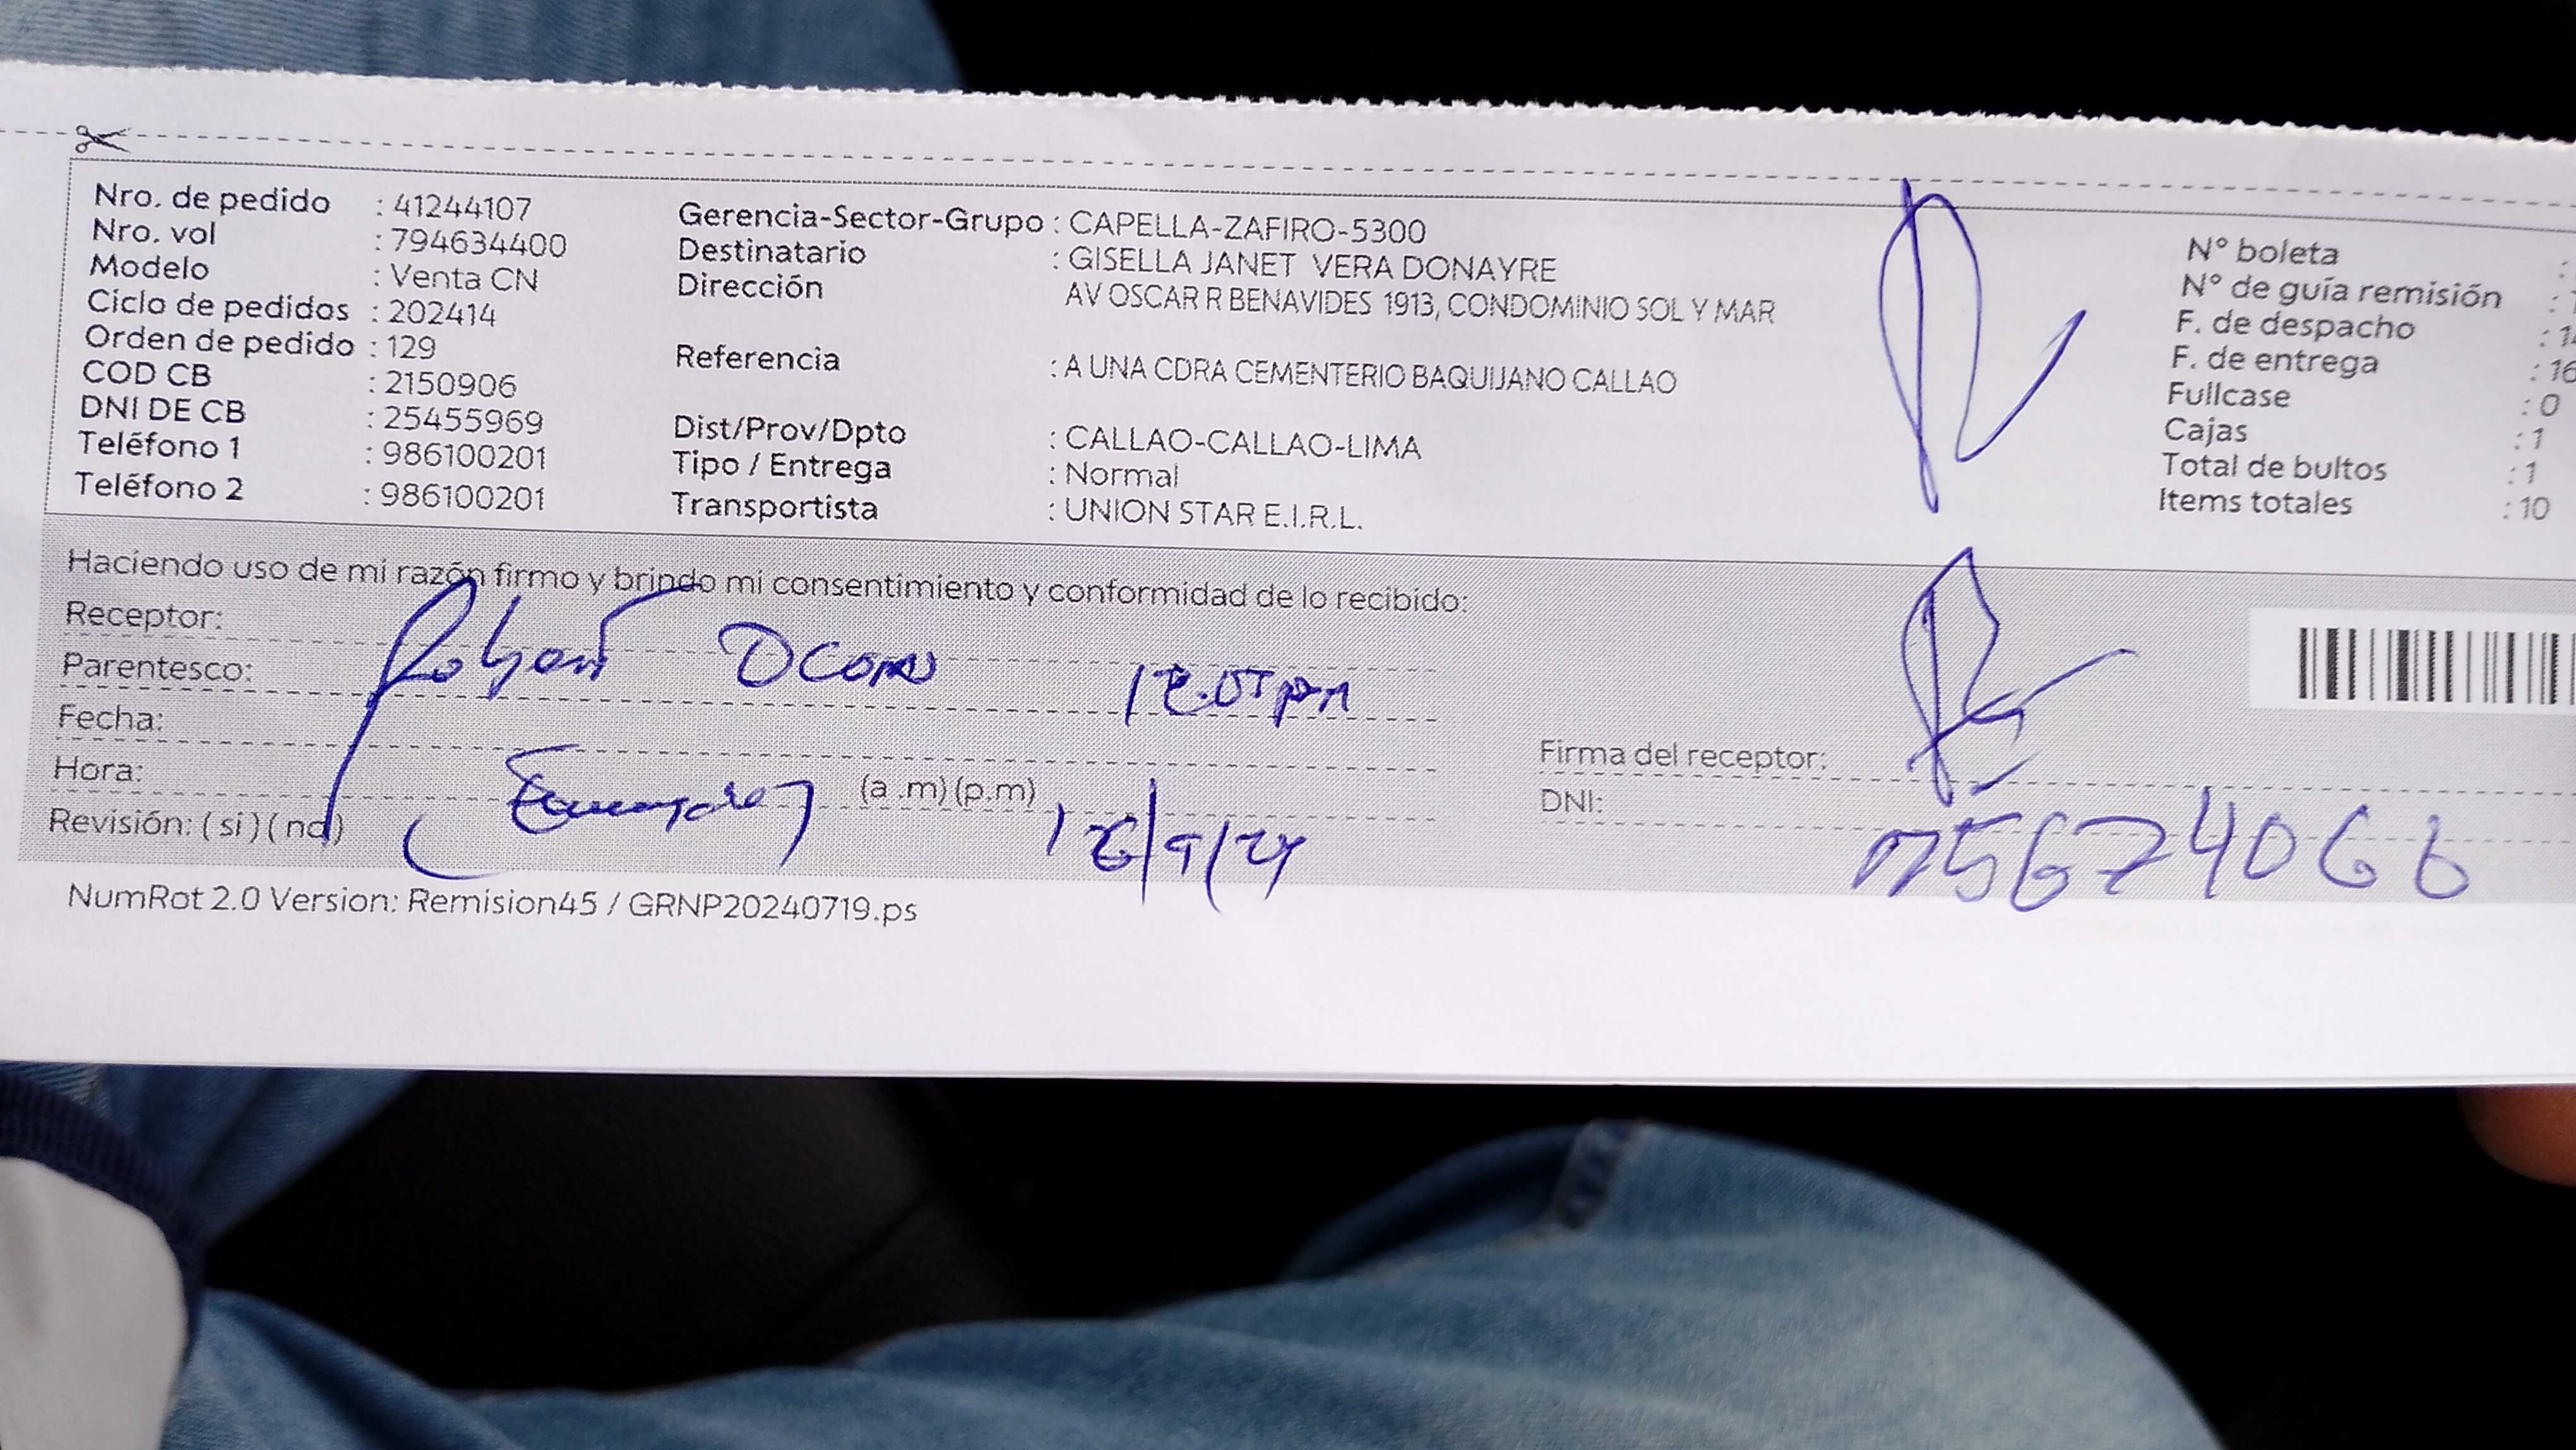 Nro. de pedido : 41244107
Nro. vol : 794634400
Modelo : Venta CN
Ciclo de pedidos : 202414
Orden de pedido : 129
COD CB : 2150906
DNI DE CB : 25455969
Teléfono 1 : 986100201
Teléfono 2 : 986100201
Gerencia-Sector-Grupo : CAPELLA-ZAFIRO-5300
Destinatario : GISELLA JANET VERA DONAYRE
Dirección AV OSCAR R BENAVIDES 1913, CONDOMINIO SOL Y MAR
Referencia : A UNA CDRA CEMENTERIO BAQUIJANO CALLAO
Dist/Prov/Dpto : CALLAO-CALLAO-LIMA
Tipo / Entrega : Normal
Transportista : UNION STAR E.I.R.L.
N° boleta :
N° de guía remisión :
F. de despacho :
F. de entrega : 16
Fullcase : 0
Cajas : 1
Total de bultos : 1
Items totales : 10
Haciendo uso de mi razón firmo y brindo mi consentimiento y conformidad de lo recibido:
Receptor:
Parentesco:
Fecha:
Hora: (a .m) (p.m)
Revisión: ( si ) ( no )
Firma del receptor:
DNI:
NumRot 2.0 Version: Remision45 / GRNP20240719.ps